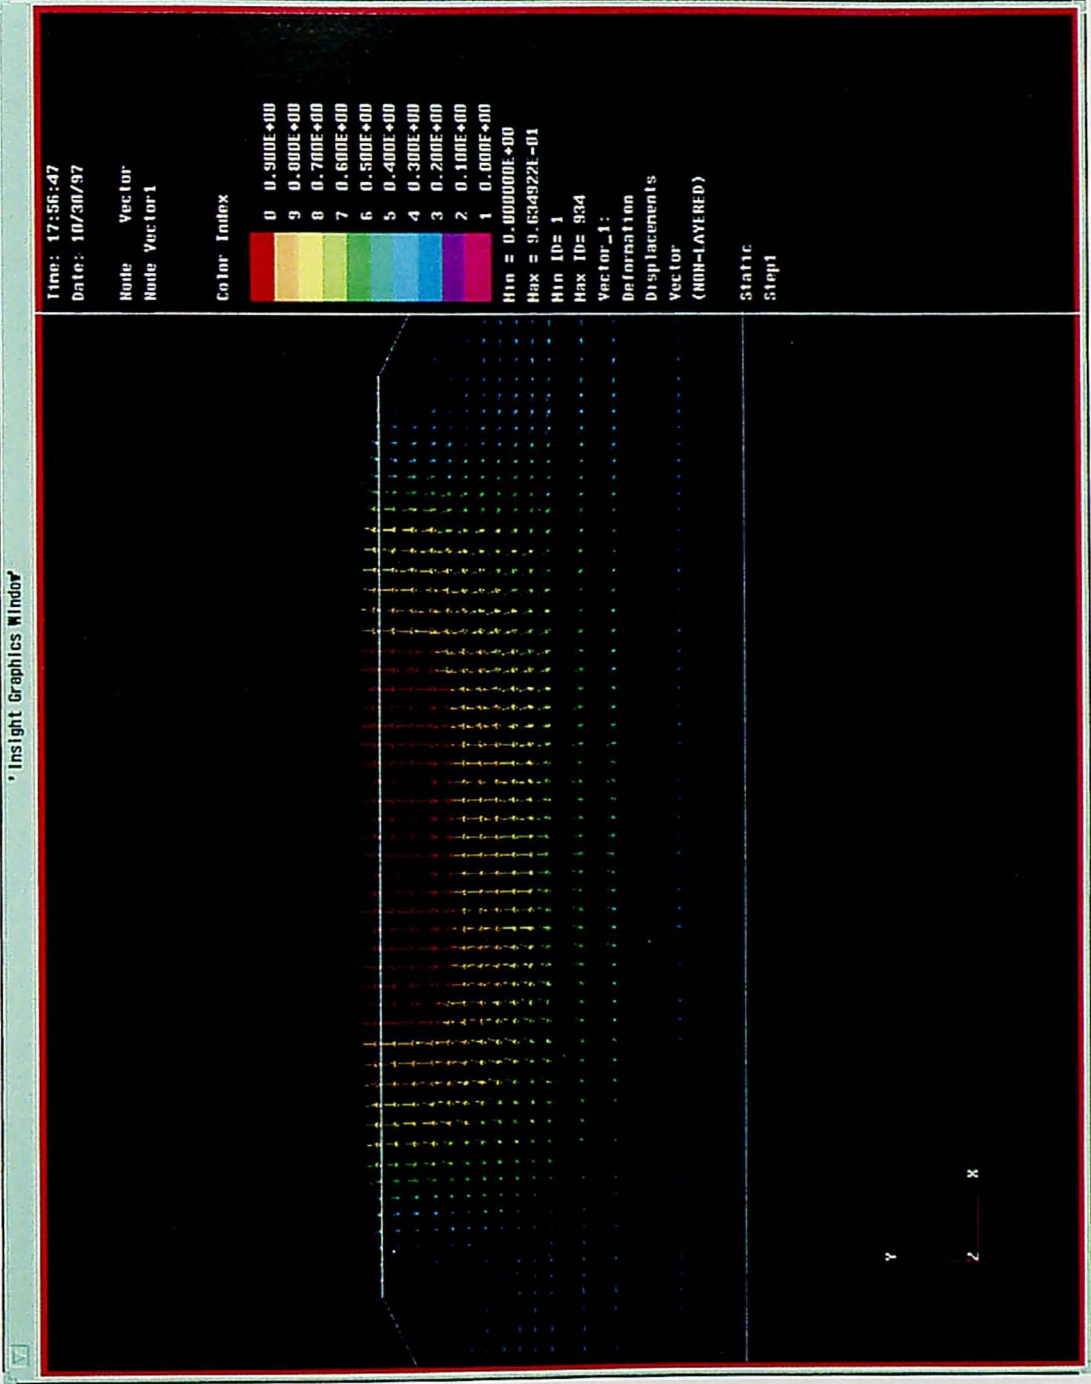 'Insight Graphics Window'
Time: 17:56:47
Date: 10/30/97
Node Vector
Node Vector1
Color Index
0 0.900E+00
9 0.800E+00
8 0.700E+00
7 0.600E+00
6 0.500E+00
5 0.400E+00
4 0.300E+00
3 0.200E+00
2 0.100E+00
1 0.000E+00
Min = 0.000000E+00
Max = 9.634922E-01
Min ID= 1
Max ID= 934
Vector_1:
Deformation
Displacements
Vector
(NON-LAYERED)
Static
Step1
Y
Z X